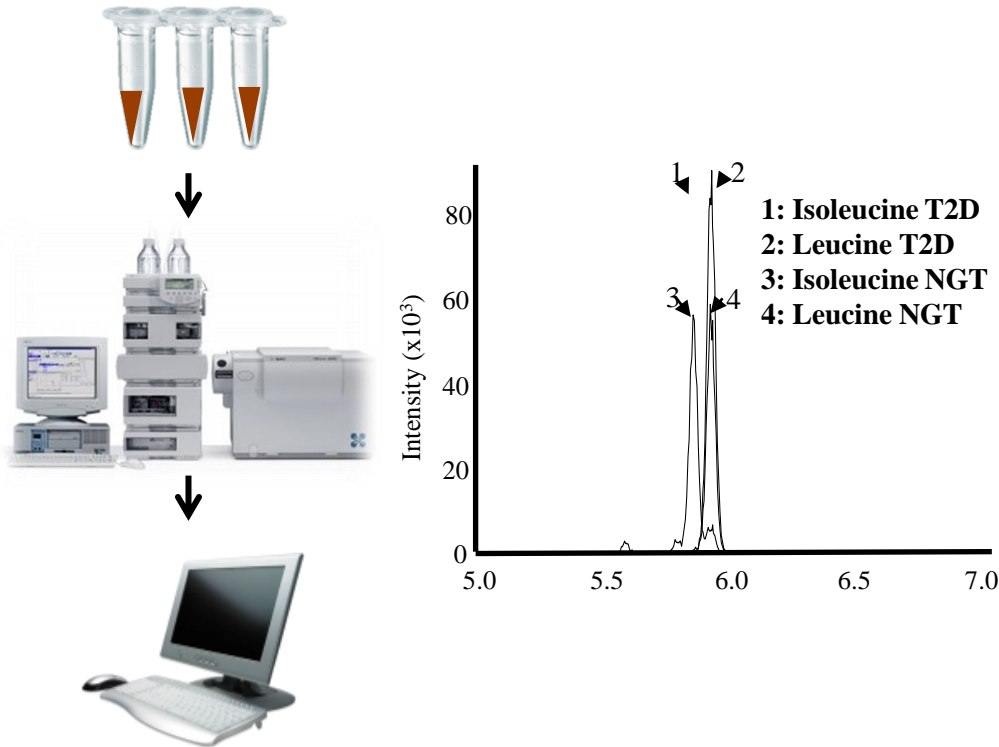 1
2
80
1: Isoleucine T2D
2: Leucine T2D
3: Isoleucine NGT
4: Leucine NGT
3
4
60
Intensity (x10³)
40
20
0
5.0 5.5 6.0 6.5 7.0